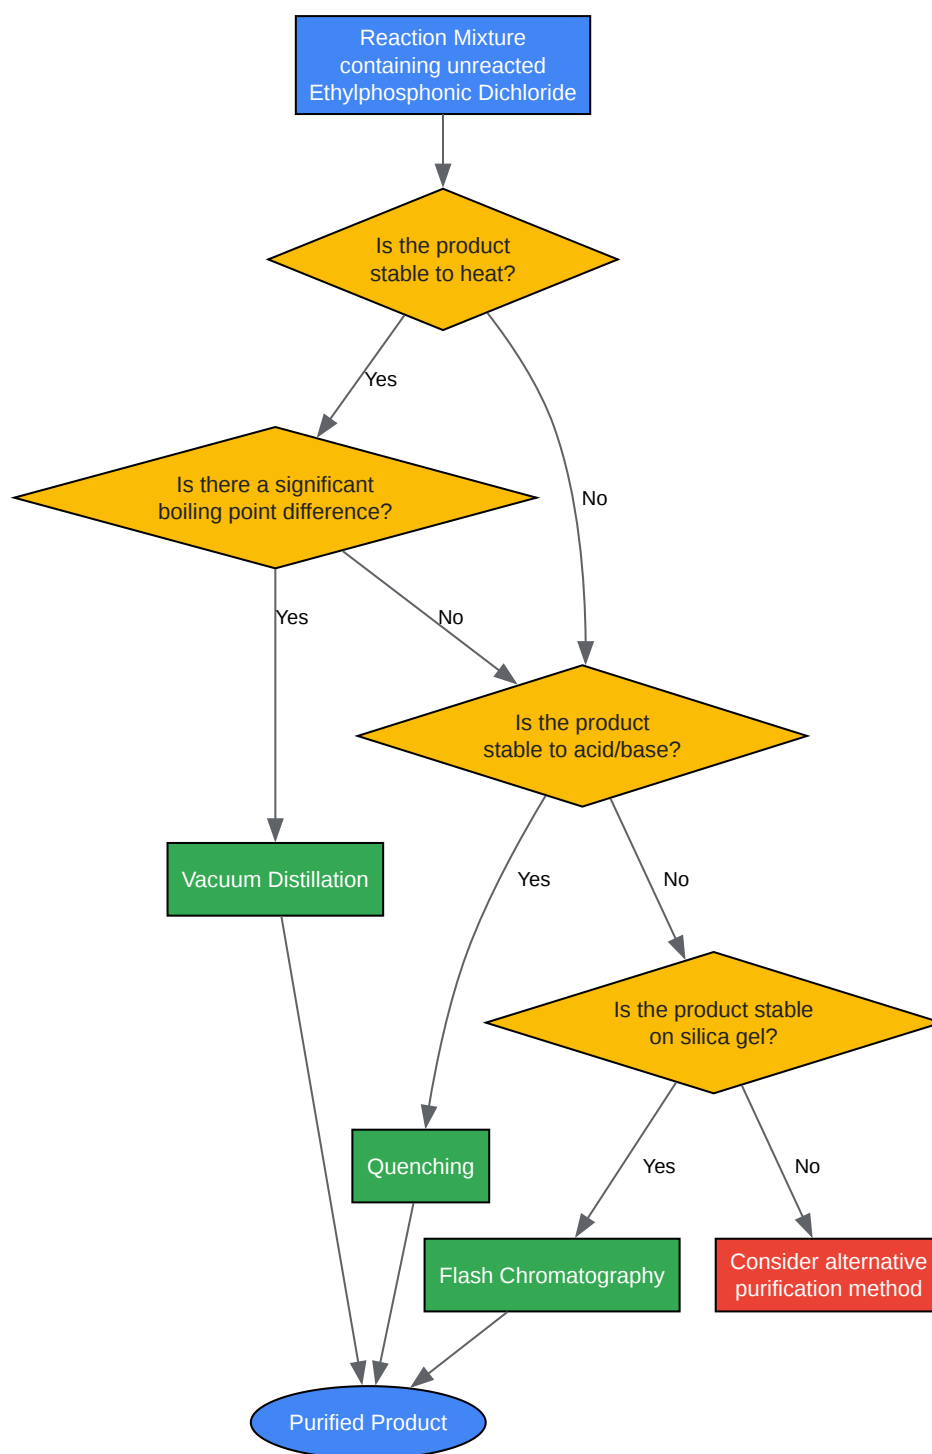 Reaction Mixture
containing unreacted
Ethylphosphonic Dichloride
Is the product
stable to heat?
Yes
Is there a significant
boiling point difference?
No
Yes
No
Is the product
stable to acid/base?
Vacuum Distillation
Yes
No
Is the product stable
on silica gel?
Quenching
Yes
No
Flash Chromatography
Consider alternative
purification method
Purified Product